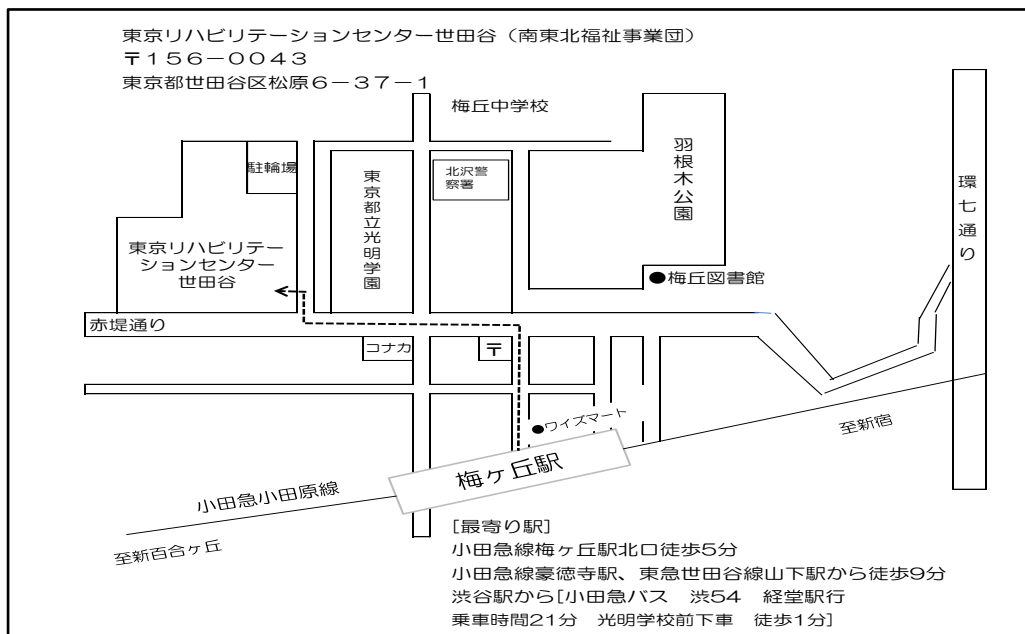 東京リハビリテーションセンター世田谷（南東北福祉事業団）
〒１５６－００４３
東京都世田谷区松原６－３７－１
梅丘中学校
駐輪場
東京都立光明学園
北沢警
察署
羽根木公園
環七通り
東京リハビリテー
ションセンター
世田谷
●梅丘図書館
赤堤通り
コナカ
〒
●ワイズマート
至新宿
梅ヶ丘駅
小田急小田原線
至新百合ヶ丘
[最寄り駅]
小田急線梅ヶ丘駅北口徒歩5分
小田急線豪徳寺駅、東急世田谷線山下駅から徒歩9分
渋谷駅から[小田急バス　渋54　経堂駅行
乗車時間21分　光明学校前下車　徒歩1分]